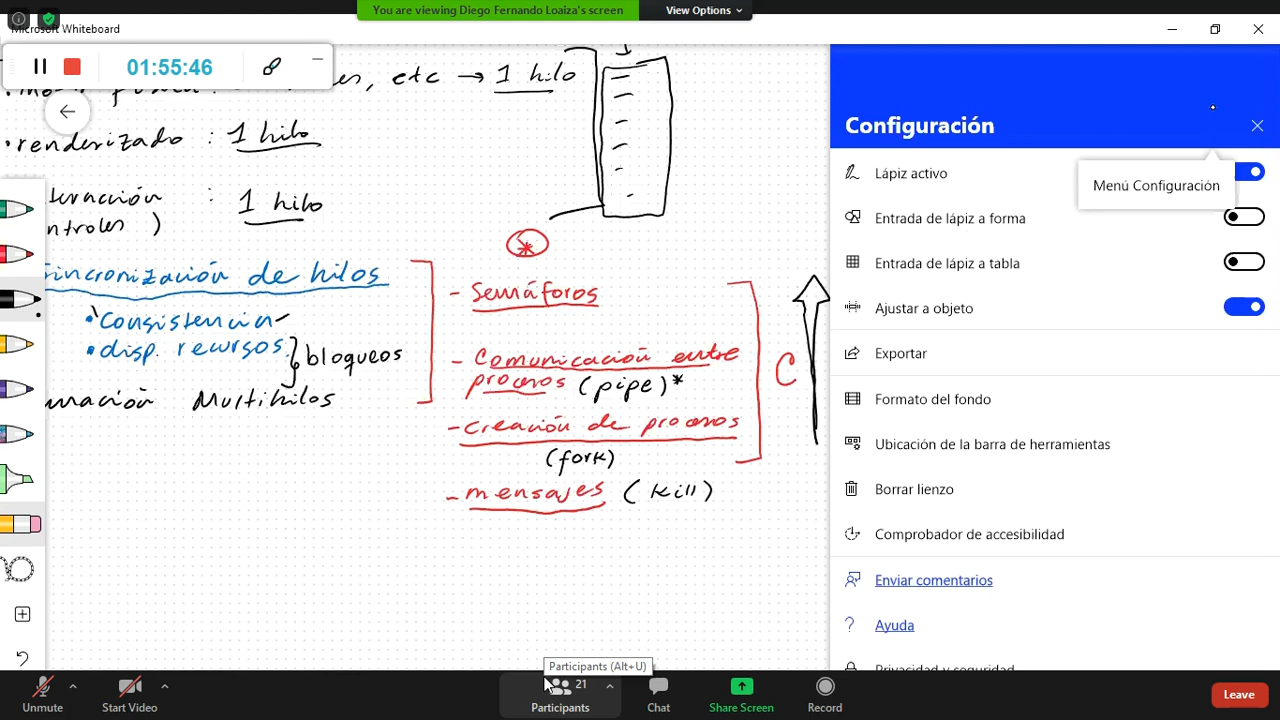 You are viewing Diego Fernando Loaiza's screen
View Options
Microsoft Whiteboard
01:55:46
, etc → 1 hilo
• renderizado : 1 hilo
: 1 hilo
)
sincronización de hilos
• Consistencia
• disp. recursos
bloqueos
Multihilos
*
- Semáforos
- Comunicación entre
procesos (pipe)*
- creación de procesos
(fork)
- mensajes (kill)
C
Configuración
Menú Configuración
Lápiz activo
Entrada de lápiz a forma
Entrada de lápiz a tabla
Ajustar a objeto
Exportar
Formato del fondo
Ubicación de la barra de herramientas
Borrar lienzo
Comprobador de accesibilidad
Enviar comentarios
Ayuda
Privacidad y seguridad
Participants (Alt+U)
Unmute
Start Video
21
Participants
Chat
Share Screen
Record
Leave